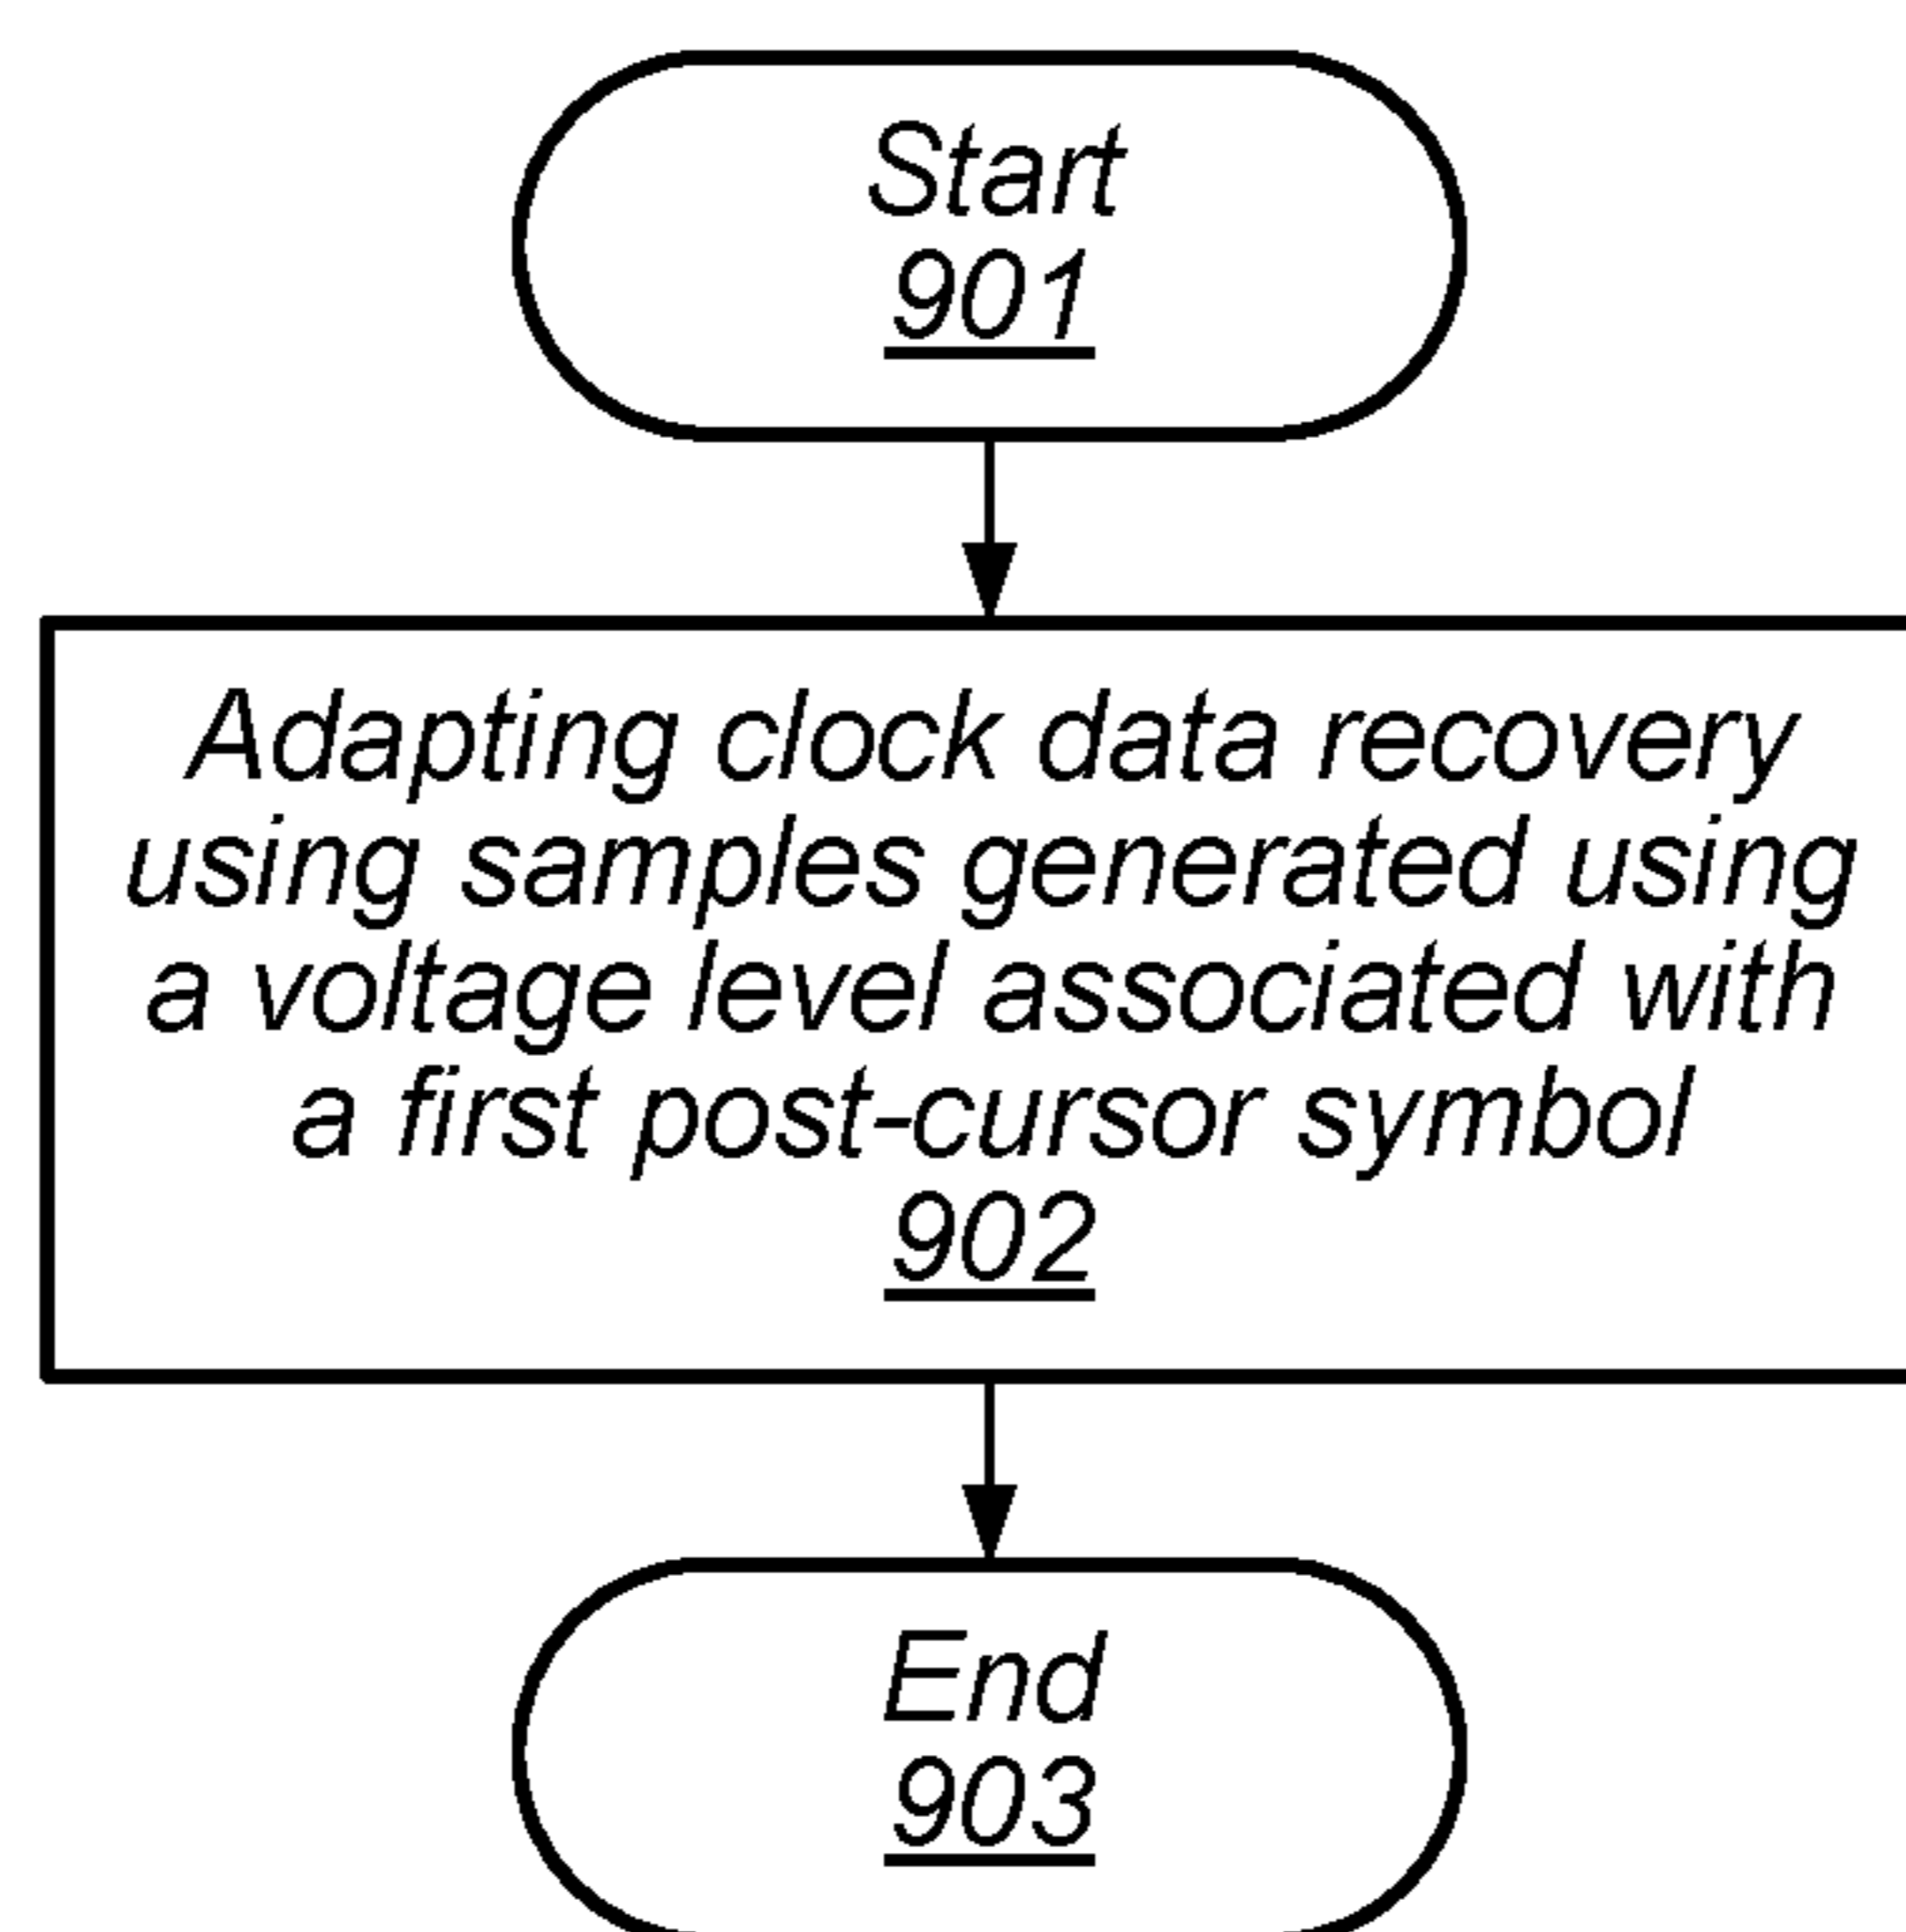 Start
901
Adapting clock data recovery
using samples generated using
a voltage level associated with
a first post-cursor symbol
902
End
903